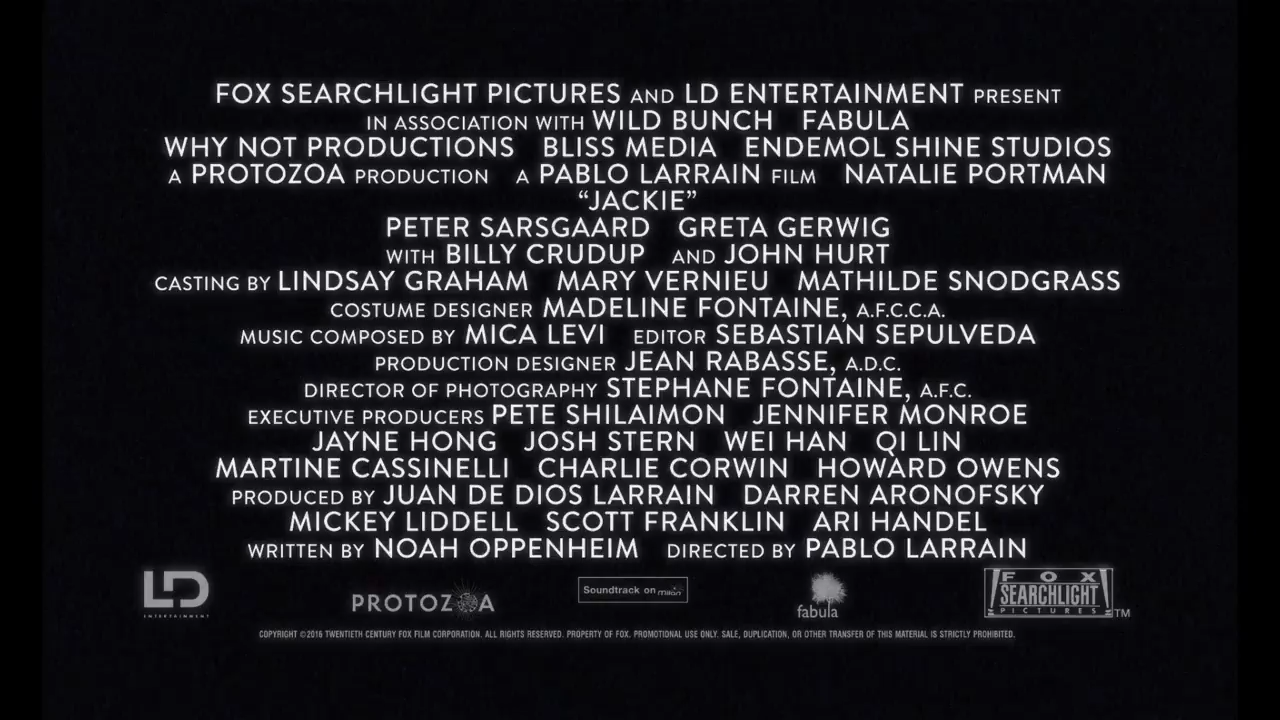 FOX SEARCHLIGHT PICTURES AND LD ENTERTAINMENT PRESENT
IN ASSOCIATION WITH WILD BUNCH FABULA
WHY NOT PRODUCTIONS BLISS MEDIA ENDEMOL SHINE STUDIOS
A PROTOZOA PRODUCTION A PABLO LARRAIN FILM NATALIE PORTMAN
“JACKIE”
PETER SARSGAARD GRETA GERWIG
WITH BILLY CRUDUP AND JOHN HURT
CASTING BY LINDSAY GRAHAM MARY VERNIEU MATHILDE SNODGRASS
COSTUME DESIGNER MADELINE FONTAINE, A.F.C.C.A.
MUSIC COMPOSED BY MICA LEVI EDITOR SEBASTIAN SEPULVEDA
PRODUCTION DESIGNER JEAN RABASSE, A.D.C.
DIRECTOR OF PHOTOGRAPHY STEPHANE FONTAINE, A.F.C.
EXECUTIVE PRODUCERS PETE SHILAIMON JENNIFER MONROE
JAYNE HONG JOSH STERN WEI HAN QI LIN
MARTINE CASSINELLI CHARLIE CORWIN HOWARD OWENS
PRODUCED BY JUAN DE DIOS LARRAIN DARREN ARONOFSKY
MICKEY LIDDELL SCOTT FRANKLIN ARI HANDEL
WRITTEN BY NOAH OPPENHEIM DIRECTED BY PABLO LARRAIN
LD ENTERTAINMENT
PROTOZOA
Soundtrack on milan
fabula
FOX SEARCHLIGHT PICTURES TM
COPYRIGHT ©2016 TWENTIETH CENTURY FOX FILM CORPORATION. ALL RIGHTS RESERVED. PROPERTY OF FOX. PROMOTIONAL USE ONLY. SALE, DUPLICATION, OR OTHER TRANSFER OF THIS MATERIAL IS STRICTLY PROHIBITED.